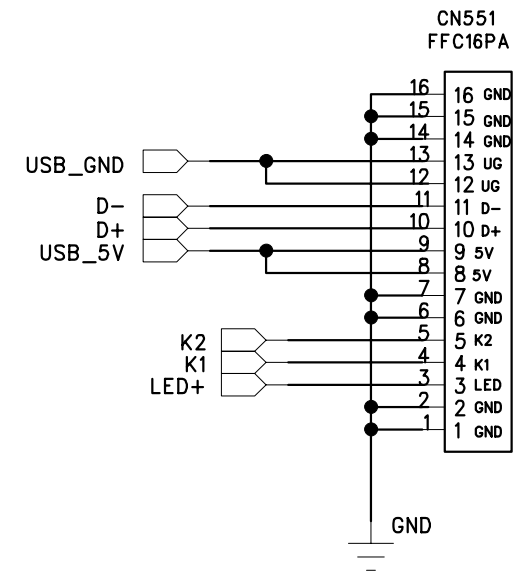 CN551
FFC16PA
16 16 GND
15 15 GND
14 14 GND
USB_GND 13 13 UG
12 12 UG
D- 11 11 D-
D+ 10 10 D+
USB_5V 9 9 5V
8 8 5V
7 7 GND
6 6 GND
K2 5 5 K2
K1 4 4 K1
LED+ 3 3 LED
2 2 GND
1 1 GND
GND